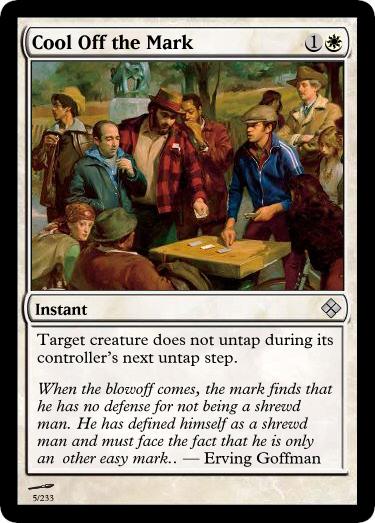 Cool Off the Mark 1
Instant
Target creature does not untap during its
controller's next untap step.
When the blowoff comes, the mark finds that
he has no defense for not being a shrewd
man. He has defined himself as a shrewd
man and must face the fact that he is only
an other easy mark.. — Erving Goffman
5/233